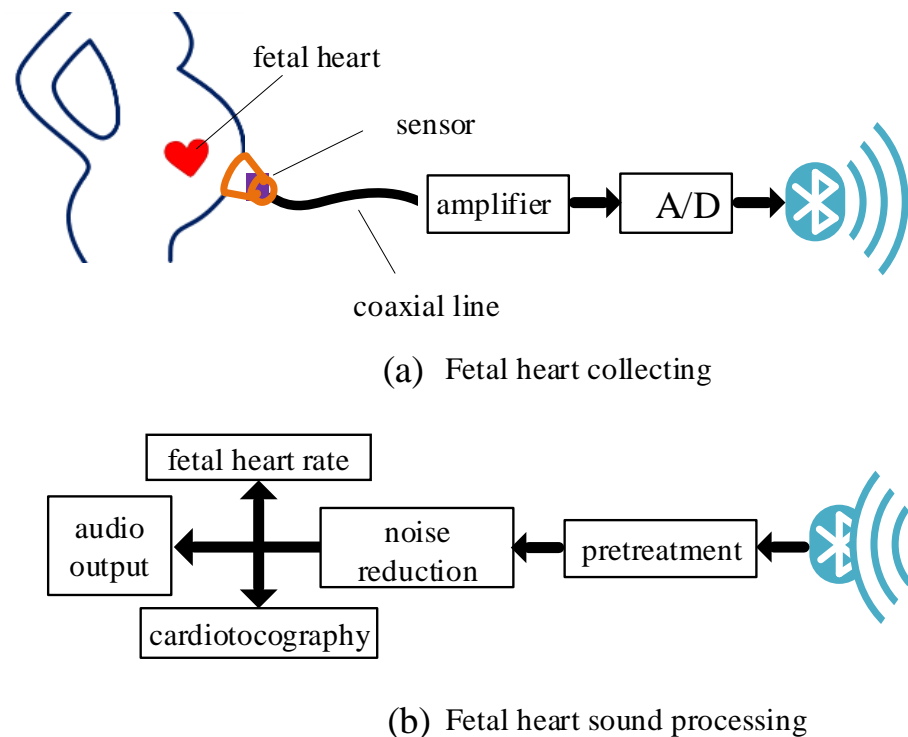 fetal heart
sensor
amplifier
A/D
coaxial line
(a) Fetal heart collecting
fetal heart rate
audio
output
noise
reduction
pretreatment
cardiotocography
(b) Fetal heart sound processing